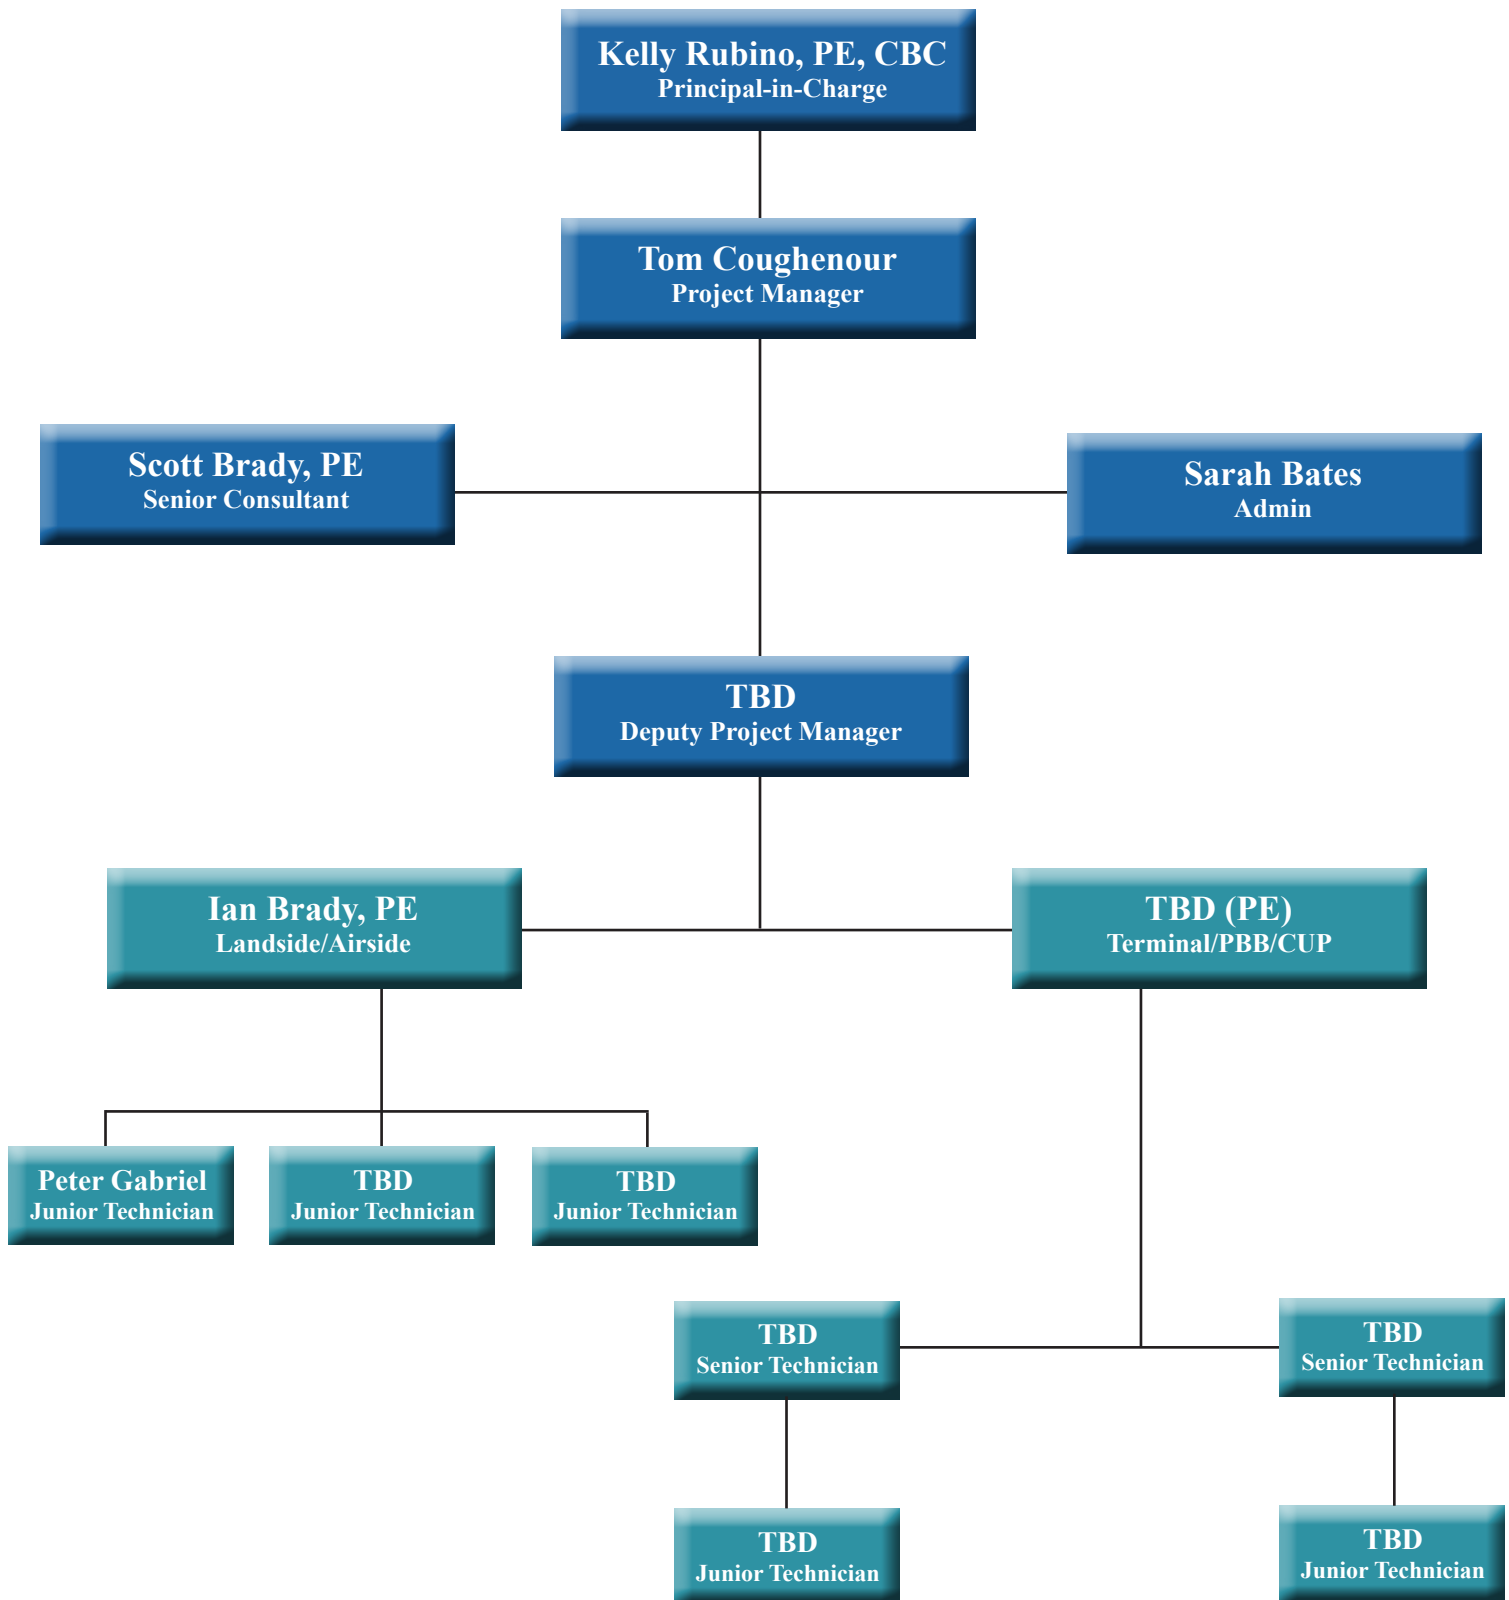 Kelly Rubino, PE, CBC
Principal-in-Charge
Tom Coughenour
Project Manager
Scott Brady, PE
Senior Consultant
Sarah Bates
Admin
TBD
Deputy Project Manager
Ian Brady, PE
Landside/Airside
TBD (PE)
Terminal/PBB/CUP
Peter Gabriel
Junior Technician
TBD
Junior Technician
TBD
Junior Technician
TBD
Senior Technician
TBD
Senior Technician
TBD
Junior Technician
TBD
Junior Technician